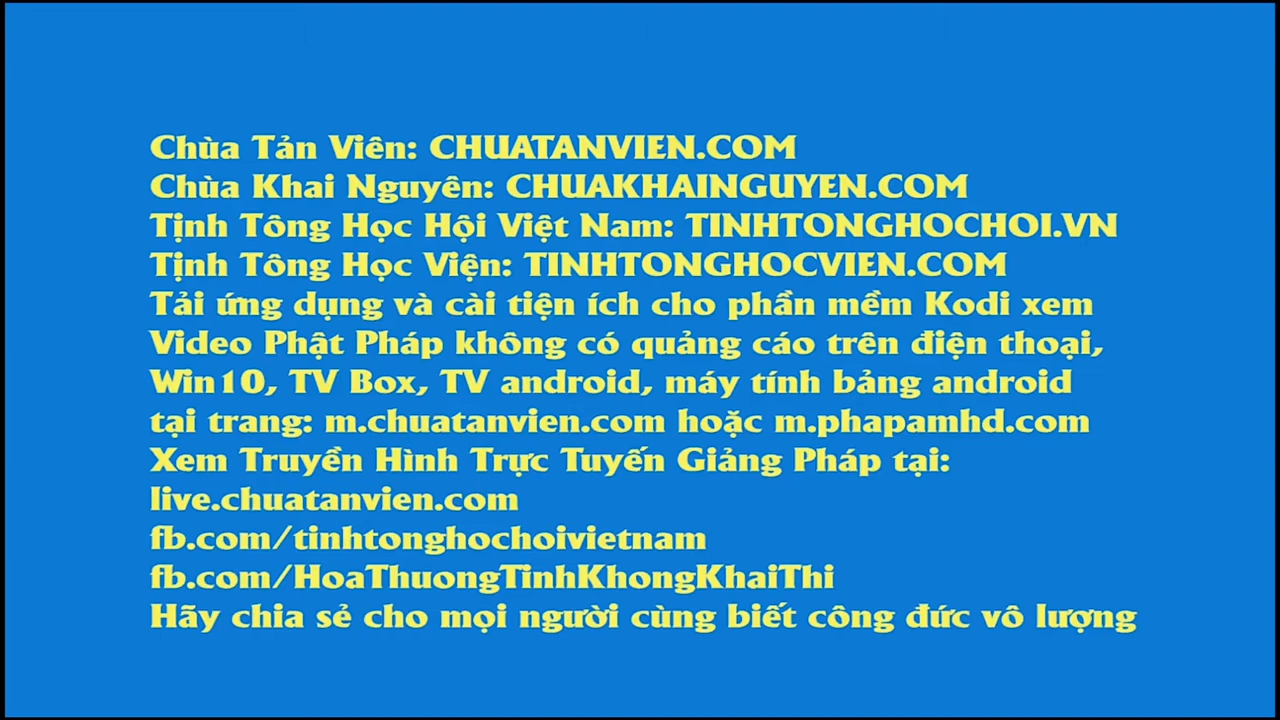 Chùa Tản Viên: CHUATANVIEN.COM
Chùa Khai Nguyên: CHUAKHAINGUYEN.COM
Tịnh Tông Học Hội Việt Nam: TINHTONGHOCHOI.VN
Tịnh Tông Học Viện: TINHTONGHOCVIEN.COM
Tải ứng dụng và cài tiện ích cho phần mềm Kodi xem
Video Phật Pháp không có quảng cáo trên điện thoại,
Win10, TV Box, TV android, máy tính bảng android
tại trang: m.chuatanvien.com hoặc m.phapamhd.com
Xem Truyền Hình Trực Tuyến Giảng Pháp tại:
live.chuatanvien.com
fb.com/tinhtonghochoivietnam
fb.com/HoaThuongTinhKhongKhaiThi
Hãy chia sẻ cho mọi người cùng biết công đức vô lượng